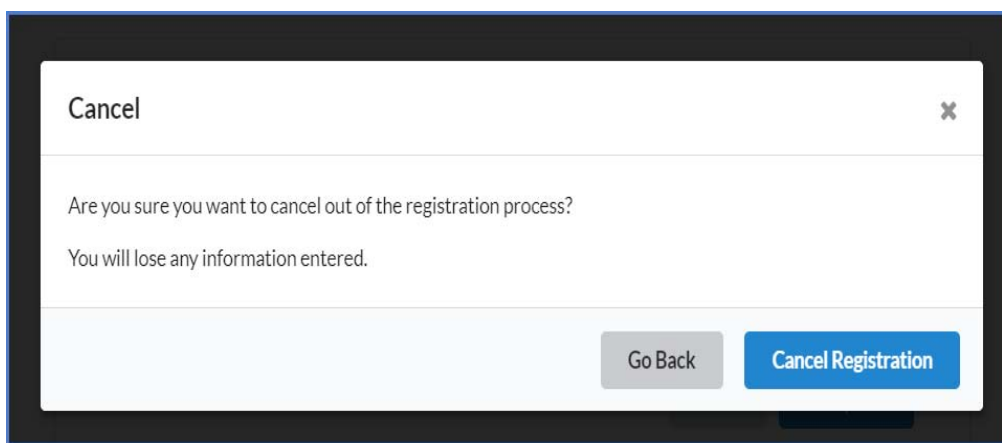 Cancel
Are you sure you want to cancel out of the registration process?
You will lose any information entered.
Go Back
Cancel Registration